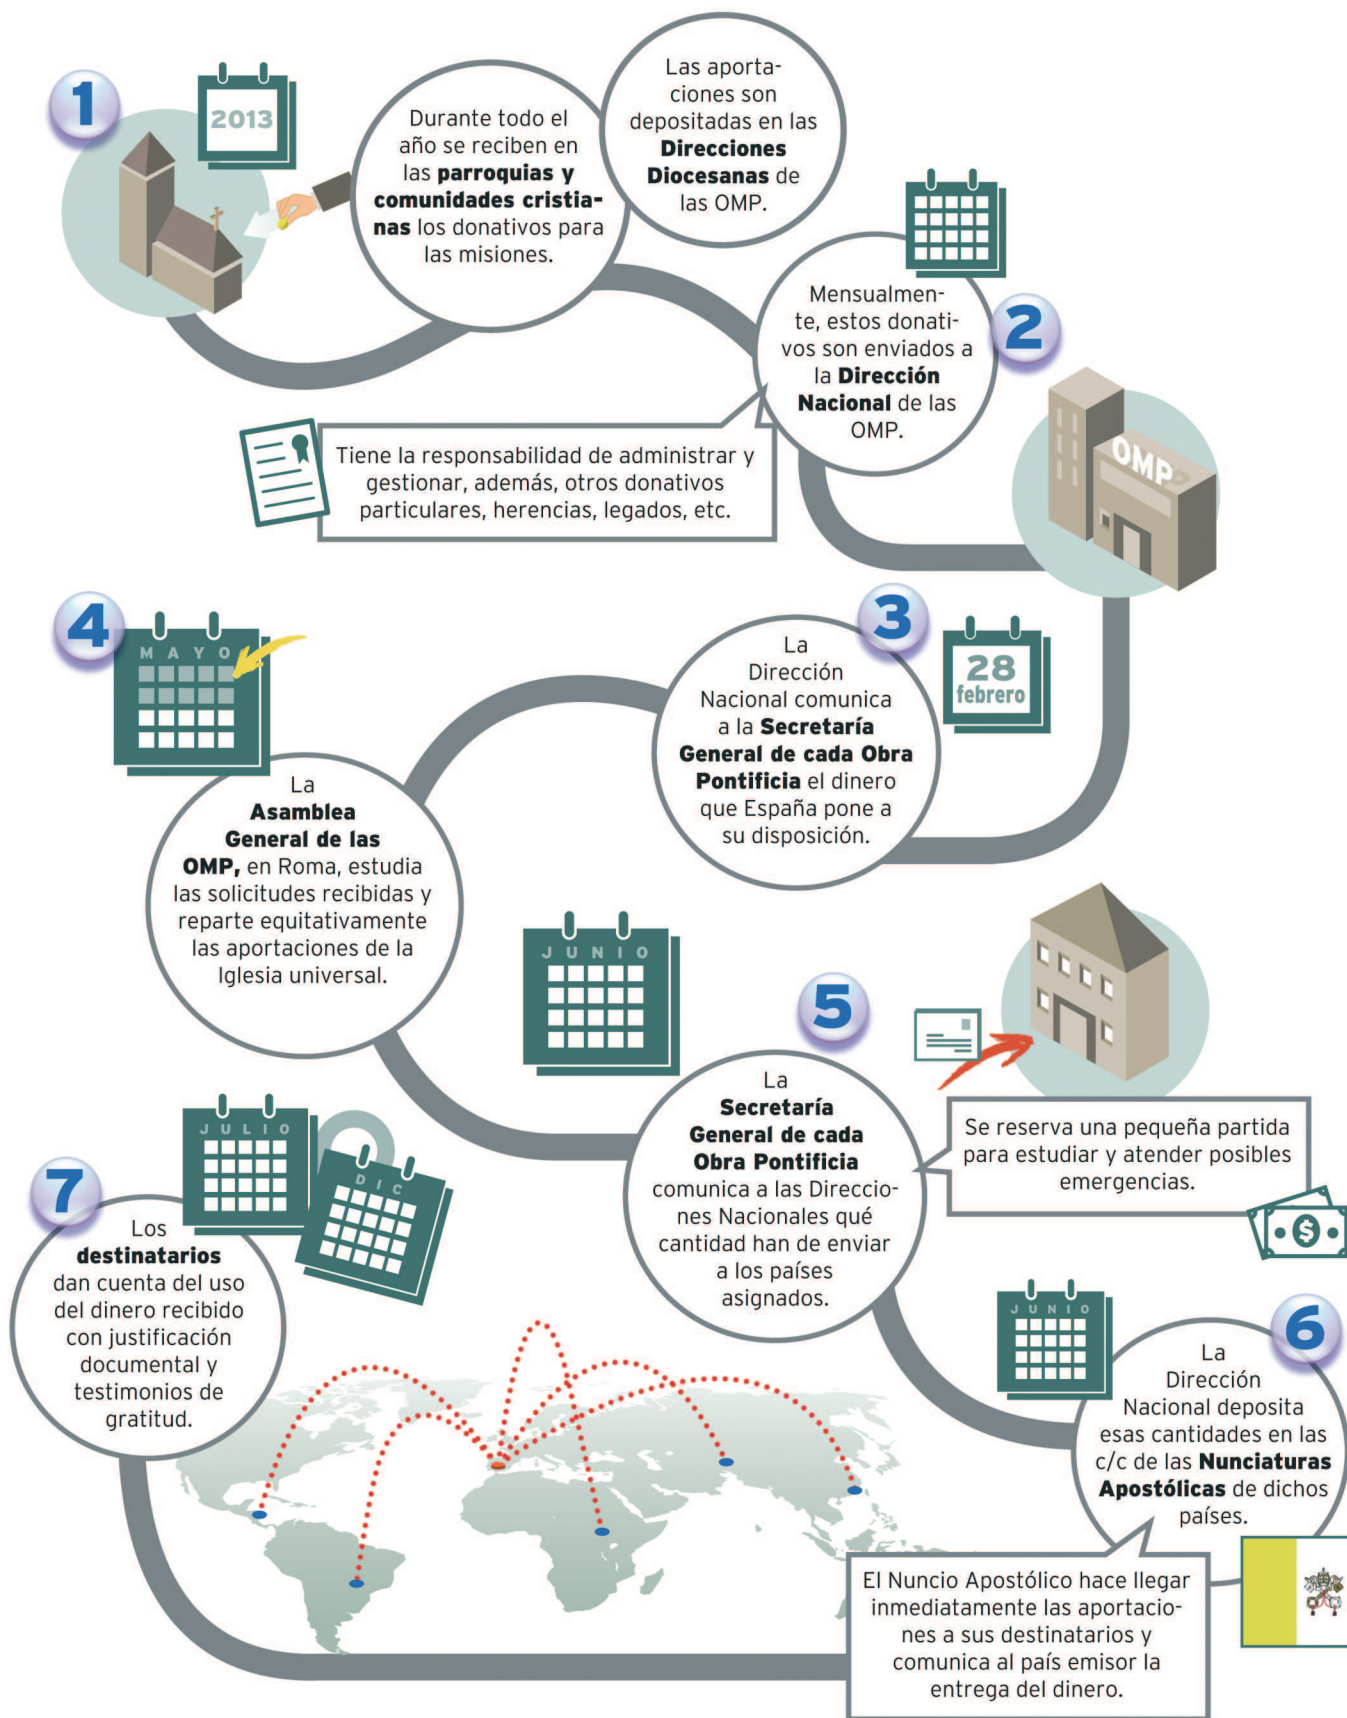 1
2013
Durante todo el
año se reciben en
las parroquias y
comunidades cristia-
nas los donativos para
las misiones.
Las aporta-
ciones son
depositadas en las
Direcciones
Diocesanas de
las OMP.
2
Mensualmen-
te, estos donati-
vos son enviados a
la Dirección
Nacional de las
OMP.
Tiene la responsabilidad de administrar y
gestionar, además, otros donativos
particulares, herencias, legados, etc.
OMP
3
28
febrero
La
Dirección
Nacional comunica
a la Secretaría
General de cada Obra
Pontificia el dinero
que España pone a
su disposición.
4
MAYO
La
Asamblea
General de las
OMP, en Roma, estudia
las solicitudes recibidas y
reparte equitativamente
las aportaciones de la
Iglesia universal.
JUNIO
5
La
Secretaría
General de cada
Obra Pontificia
comunica a las Direccio-
nes Nacionales qué
cantidad han de enviar
a los países
asignados.
Se reserva una pequeña partida
para estudiar y atender posibles
emergencias.
$
JUNIO
6
La
Dirección
Nacional deposita
esas cantidades en las
c/c de las Nunciaturas
Apostólicas de dichos
países.
El Nuncio Apostólico hace llegar
inmediatamente las aportacio-
nes a sus destinatarios y
comunica al país emisor la
entrega del dinero.
7
JULIO
DIC
Los
destinatarios
dan cuenta del uso
del dinero recibido
con justificación
documental y
testimonios de
gratitud.